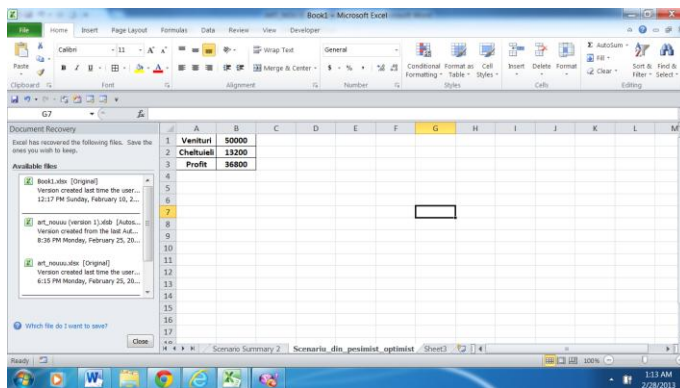 Book1 - Microsoft Excel
File Home Insert Page Layout Formulas Data Review View Developer
Calibri 11 Wrap Text General AutoSum
Fill
Paste B I U Merge & Center $ % Conditional Format as Cell Insert Delete Format Clear Sort & Find &
Formatting Table Styles Filter Select
Clipboard Font Alignment Number Styles Cells Editing
G7 fx
Document Recovery
Excel has recovered the following files. Save the
ones you wish to keep.
Available files
Book1.xlsx [Original]
Version created last time the user...
12:17 PM Sunday, February 10, 2...
art_nouuu (version 1).xlsb [Autos...
Version created from the last Aut...
8:36 PM Monday, February 25, 20...
art_nouuu.xlsx [Original]
Version created last time the user...
6:15 PM Monday, February 25, 20...
Which file do I want to save?
Close
A B C D E F G H I J K L M
1 Venituri 50000
2 Cheltuieli 13200
3 Profit 36800
4
5
6
7
8
9
10
11
12
13
14
15
16
17
Scenario Summary 2 Scenariu_din_pesimist_optimist Sheet3
Ready 100%
1:13 AM
2/28/2013